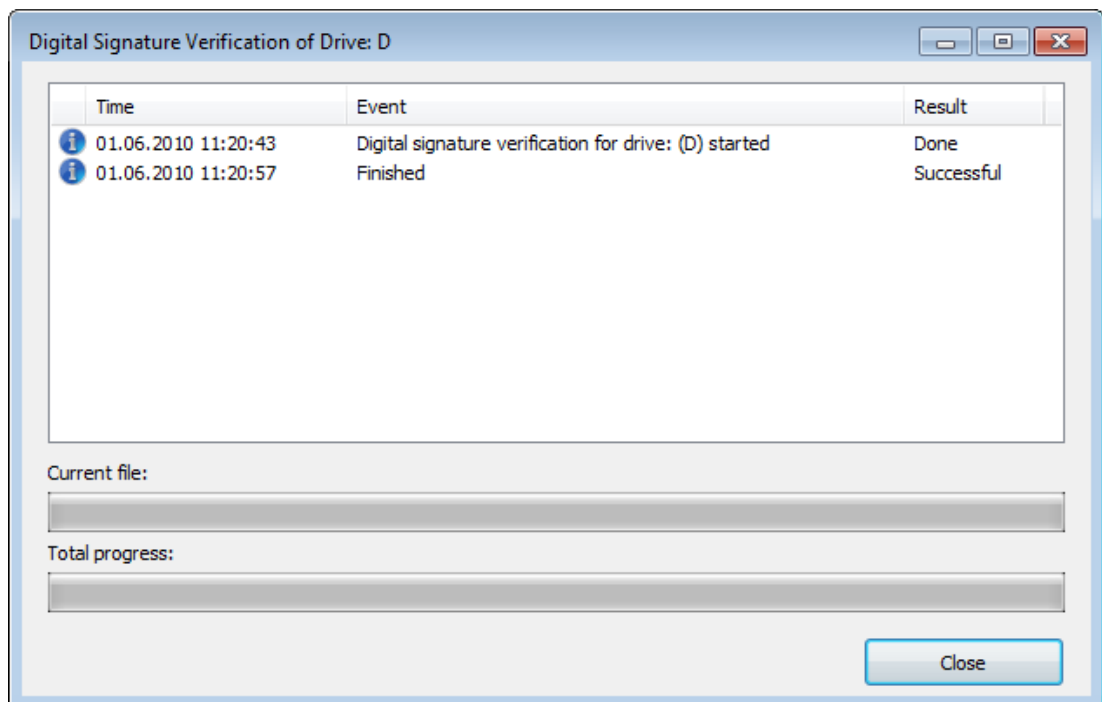 Digital Signature Verification of Drive: D
Time Event Result
01.06.2010 11:20:43 Digital signature verification for drive: (D) started Done
01.06.2010 11:20:57 Finished Successful
Current file:
Total progress:
Close